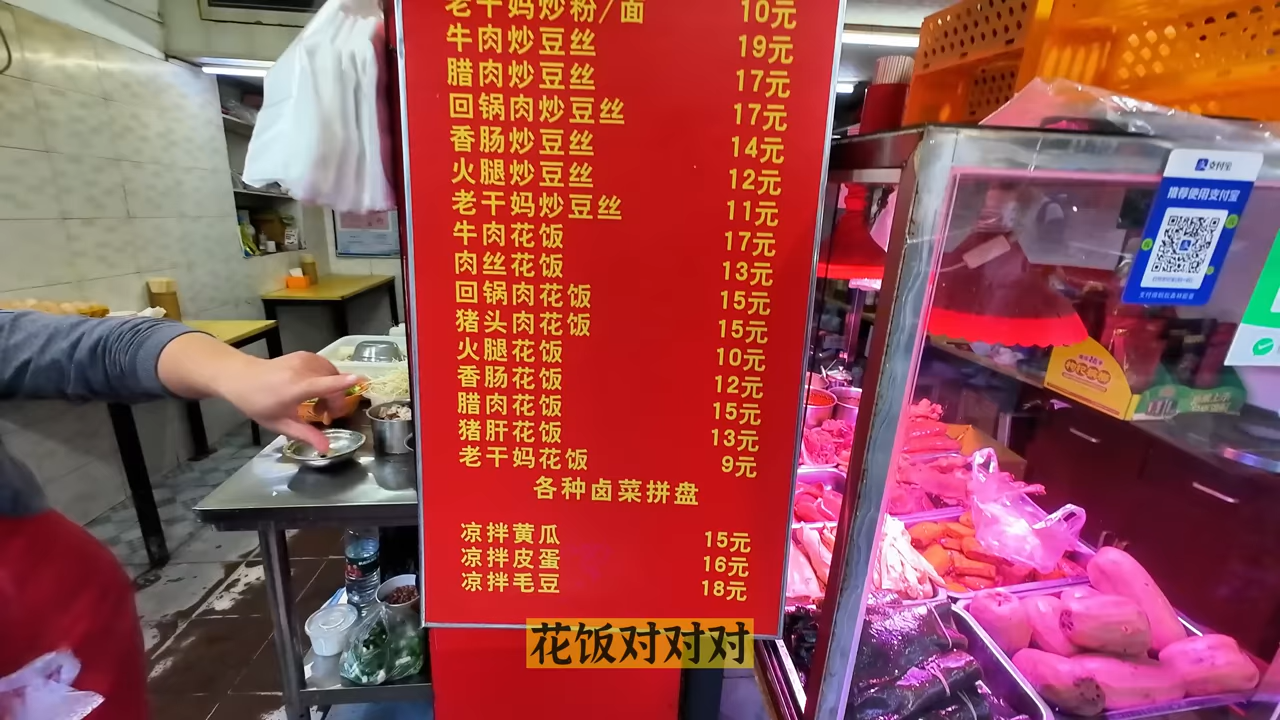 老干妈炒粉/面 10元
牛肉炒豆丝 19元
腊肉炒豆丝 17元
回锅肉炒豆丝 17元
香肠炒豆丝 14元
火腿炒豆丝 12元
老干妈炒豆丝 11元
牛肉花饭 17元
肉丝花饭 13元
回锅肉花饭 15元
猪头肉花饭 15元
火腿花饭 10元
香肠花饭 12元
腊肉花饭 15元
猪肝花饭 13元
老干妈花饭 9元
各种卤菜拼盘
凉拌黄瓜 15元
凉拌皮蛋 16元
凉拌毛豆 18元
花饭对对对
支付宝
推荐使用支付宝